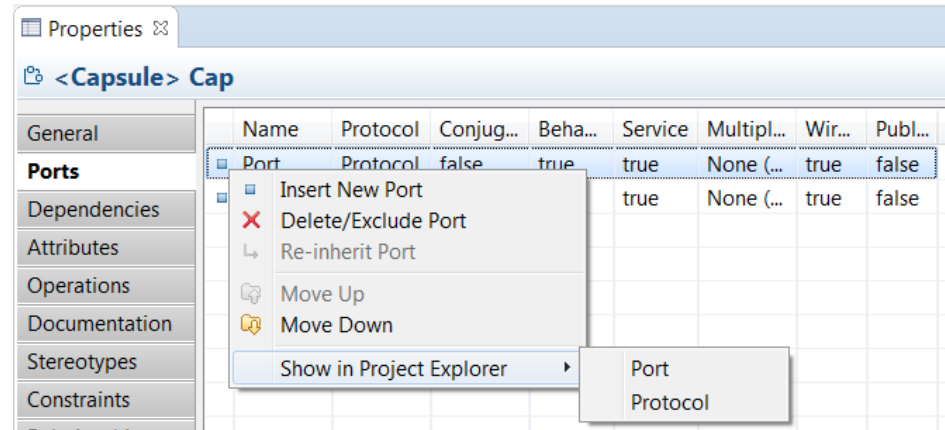 Properties
<Capsule> Cap
General
Ports
Dependencies
Attributes
Operations
Documentation
Stereotypes
Constraints
Name Protocol Conjug... Beha... Service Multipl... Wir... Publ...
Port Protocol false true true None (... true false
true None (... true false
Insert New Port
Delete/Exclude Port
Re-inherit Port
Move Up
Move Down
Show in Project Explorer
Port
Protocol